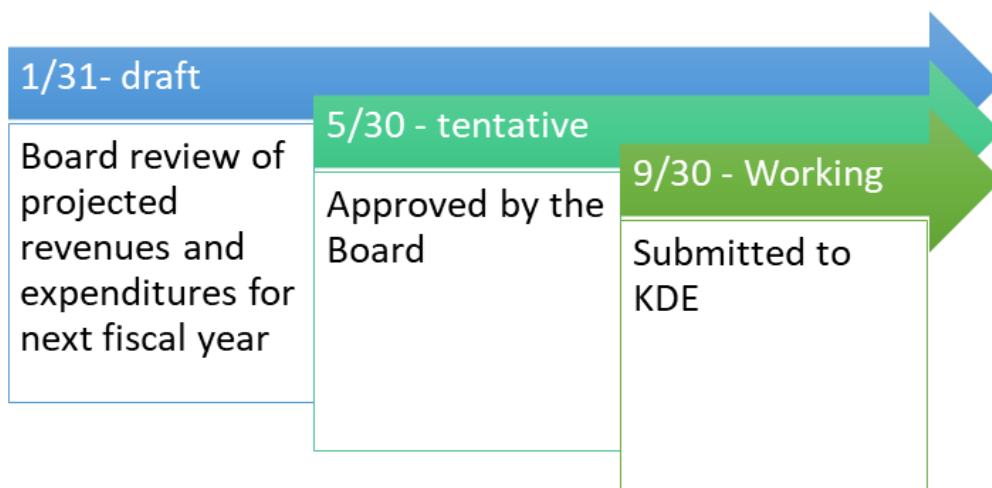 1/31- draft
Board review of
projected
revenues and
expenditures for
next fiscal year
5/30 - tentative
Approved by the
Board
9/30 - Working
Submitted to
KDE